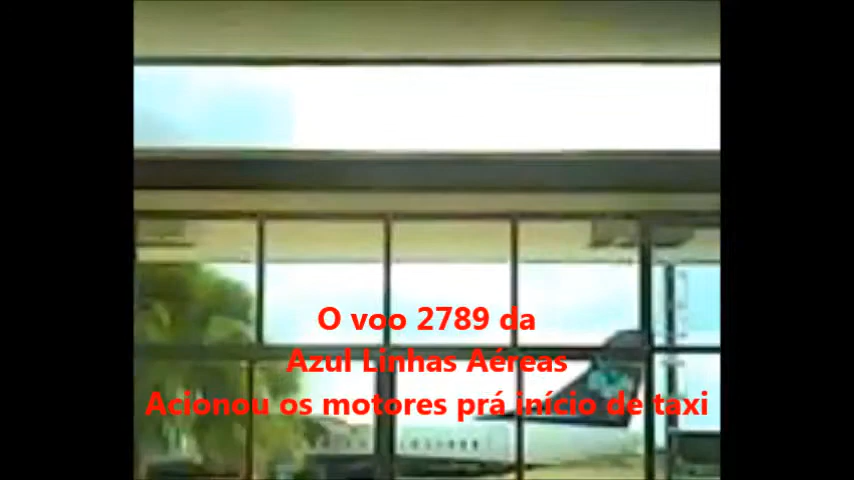 O voo 2789 da
Azul Linhas Aéreas
Acionou os motores prá início de taxi